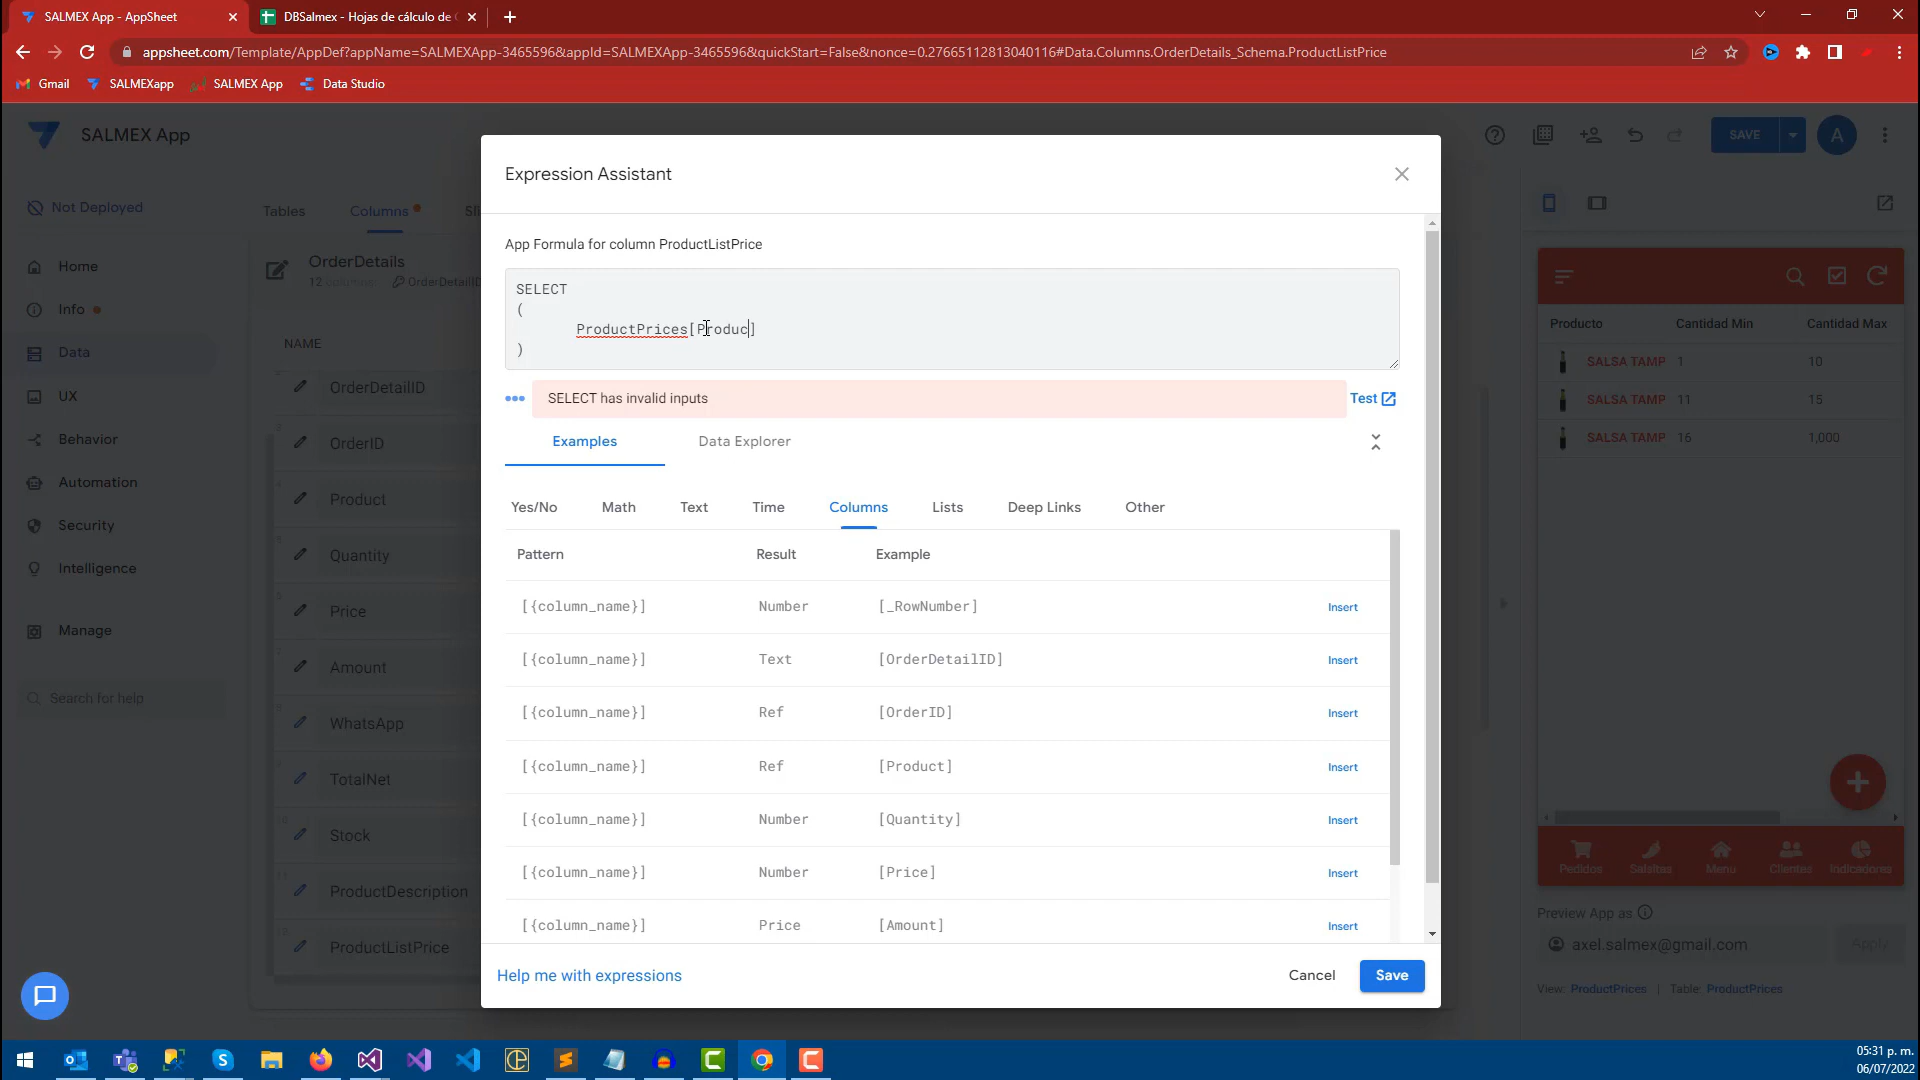 SALMEX App - AppSheet
DBSalmex - Hojas de cálculo de
appsheet.com/Template/AppDef?appName=SALMEXApp-3465596&appId=SALMEXApp-3465596&quickStart=False&nonce=0.27665112813040116#Data.Columns.OrderDetails_Schema.ProductListPrice
Gmail SALMEXapp SALMEX App Data Studio
SALMEX App
SAVE
A
Not Deployed
Home
Info
Data
UX
Behavior
Automation
Security
Intelligence
Manage
Search for help
Tables Columns
OrderDetails
12 columns
NAME
OrderDetailID
OrderID
Product
Quantity
Price
Amount
WhatsApp
TotalNet
Stock
ProductDescription
ProductListPrice
Expression Assistant
App Formula for column ProductListPrice
SELECT
(
ProductPrices[Produc]
)
SELECT has invalid inputs
Test
Examples Data Explorer
Yes/No Math Text Time Columns Lists Deep Links Other
Pattern Result Example
[{column_name}] Number [_RowNumber] Insert
[{column_name}] Text [OrderDetailID] Insert
[{column_name}] Ref [OrderID] Insert
[{column_name}] Ref [Product] Insert
[{column_name}] Number [Quantity] Insert
[{column_name}] Number [Price] Insert
[{column_name}] Price [Amount] Insert
Help me with expressions
Cancel Save
Producto Cantidad Min Cantidad Max
SALSA TAMP 1 10
SALSA TAMP 11 15
SALSA TAMP 16 1,000
Pedidos Salsitas Menu Clientes Indicadores
Preview App as
axel.salmex@gmail.com Apply
View: ProductPrices | Table: ProductPrices
05:31 p. m.
06/07/2022